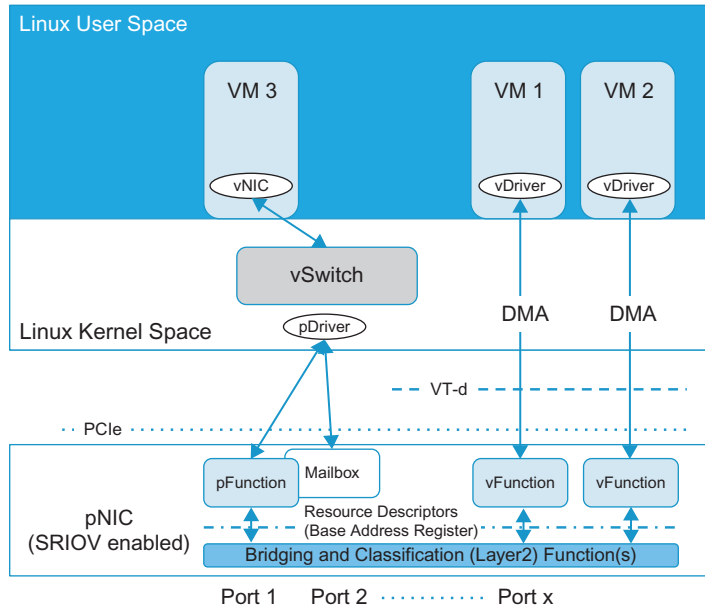 Linux User Space
VM 3
VM 1
VM 2
vNIC
vDriver
vDriver
vSwitch
pDriver
Linux Kernel Space
DMA
DMA
VT-d
PCIe
pFunction
Mailbox
vFunction
vFunction
pNIC
(SRIOV enabled)
Resource Descriptors
(Base Address Register)
Bridging and Classification (Layer2) Function(s)
Port 1 Port 2 Port x